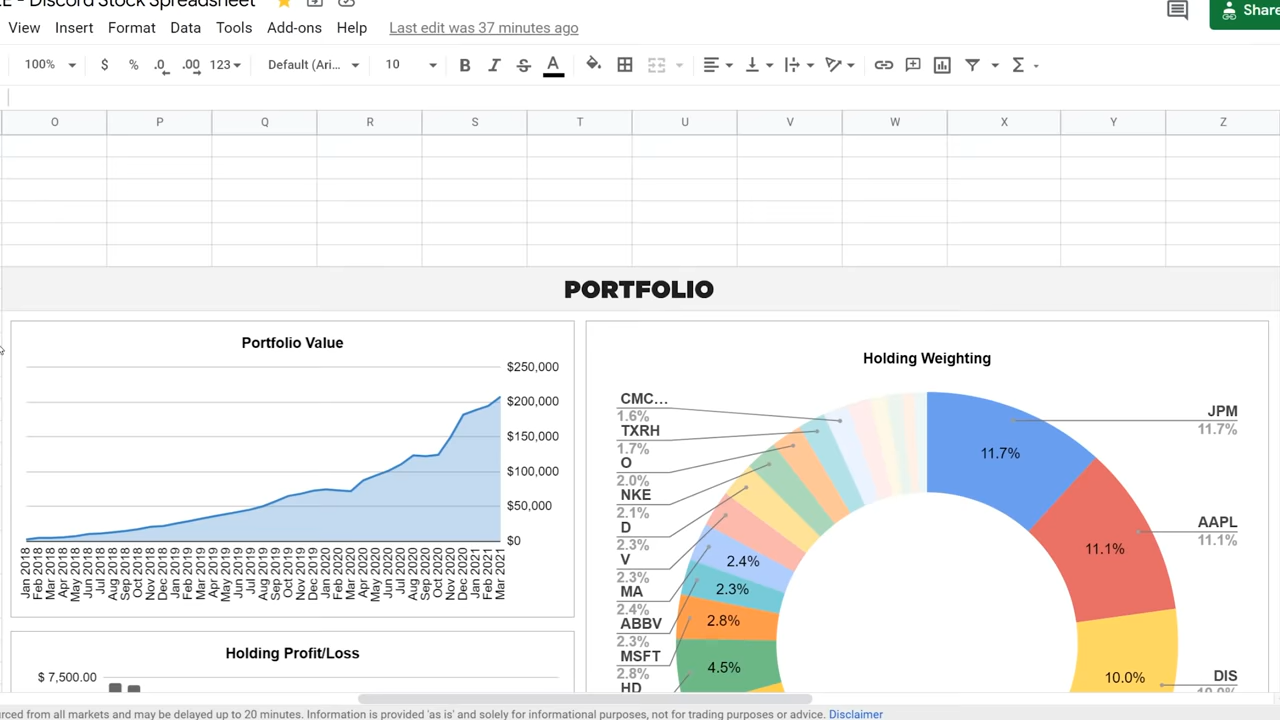 E - Discord Stock Spreadsheet
View Insert Format Data Tools Add-ons Help Last edit was 37 minutes ago
Share
100% $ % .0 .00 123 Default (Ari... 10 B I S A
O P Q R S T U V W X Y Z
PORTFOLIO
Portfolio Value
$250,000
$200,000
$150,000
$100,000
$50,000
$0
Jan 2018
Feb 2018
Mar 2018
Apr 2018
May 2018
Jun 2018
July 2018
Aug 2018
Sep 2018
Oct 2018
Nov 2018
Dec 2018
Jan 2019
Feb 2019
Mar 2019
Apr 2019
May 2019
Jun 2019
July 2019
Aug 2019
Sep 2019
Oct 2019
Nov 2019
Dec 2019
Jan 2020
Feb 2020
Mar 2020
Apr 2020
May 2020
Jun 2020
July 2020
Aug 2020
Sep 2020
Oct 2020
Nov 2020
Dec 2020
Jan 2021
Feb 2021
Mar 2021
Holding Profit/Loss
$ 7,500.00
Holding Weighting
CMC...
1.6%
TXRH
1.7%
O
2.0%
NKE
2.1%
D
2.3%
V
2.3%
MA
2.4%
ABBV
2.3%
MSFT
2.8%
HD
2.4%
2.3%
2.8%
4.5%
11.7%
11.1%
10.0%
JPM
11.7%
AAPL
11.1%
DIS
10.0%
rced from all markets and may be delayed up to 20 minutes. Information is provided 'as is' and solely for informational purposes, not for trading purposes or advice. Disclaimer